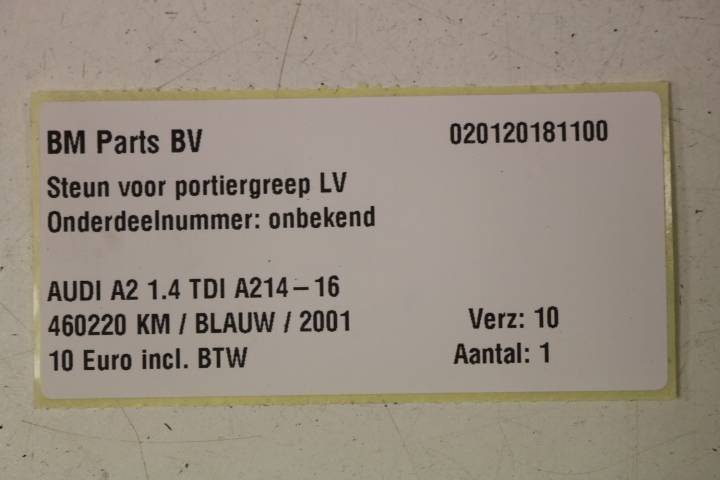 BM Parts BV 020120181100
Steun voor portiergreep LV
Onderdeelnummer: onbekend
AUDI A2 1.4 TDI A214-16
460220 KM / BLAUW / 2001 Verz: 10
10 Euro incl. BTW Aantal: 1